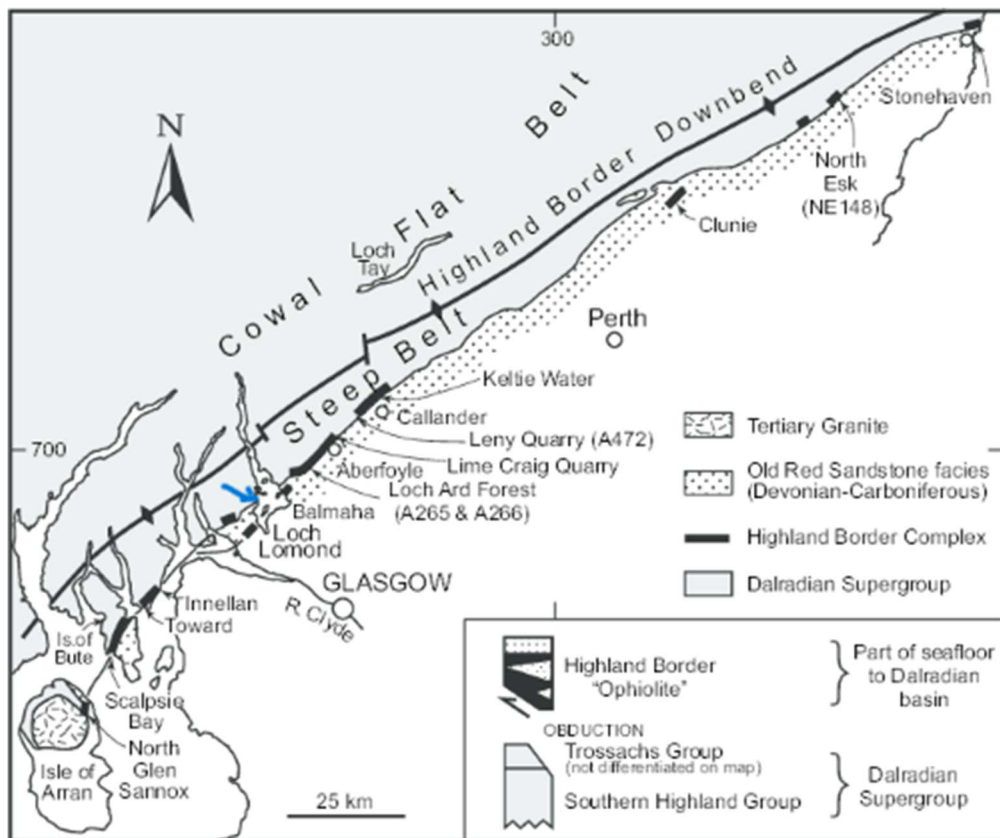 300
Stonehaven
N
Cowal Flat Belt
Highland Border Downbend
Steep Belt
North
Esk
(NE148)
Clunie
Loch
Tay
Perth
Keltie Water
Callander
Leny Quarry (A472)
700
Aberfoyle
Lime Craig Quarry
Loch Ard Forest
(A265 & A266)
Balmaha
Loch
Lomond
GLASGOW
R. Clyde
Innellan
Toward
Is.of
Bute
Scalpsie
Bay
North
Glen
Sannox
Isle of
Arran
25 km
Tertiary Granite
Old Red Sandstone facies
(Devonian-Carboniferous)
Highland Border Complex
Dalradian Supergroup
Highland Border
“Ophiolite”
Part of seafloor
to Dalradian
basin
OBDUCTION
Trossachs Group
(not differentiated on map)
Southern Highland Group
Dalradian
Supergroup